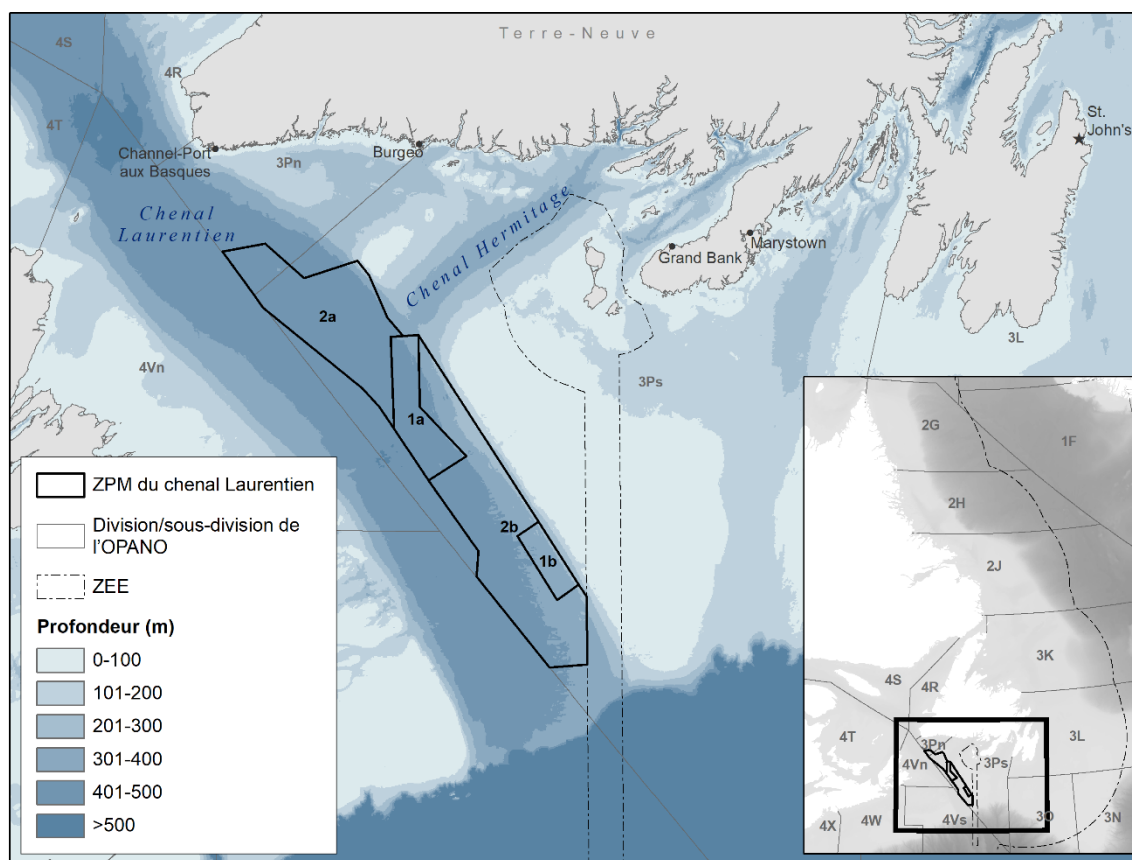 Terre-Neuve
4S
4R
4T
St.
John's
Channel-Port
aux Basques
3Pn
Burgeo
Chenal
Laurentien
Chenal Hermitage
Grand Bank
Marystown
2a
3L
4Vn
3Ps
1a
2b
1b
ZPM du chenal Laurentien
Division/sous-division de
l'OPANO
ZEE
Profondeur (m)
0-100
101-200
201-300
301-400
401-500
>500
2G
1F
2H
2J
3K
4S
4R
4T
3Pn
3L
4Vn
3Ps
4X
4W
4Vs
3O
3N